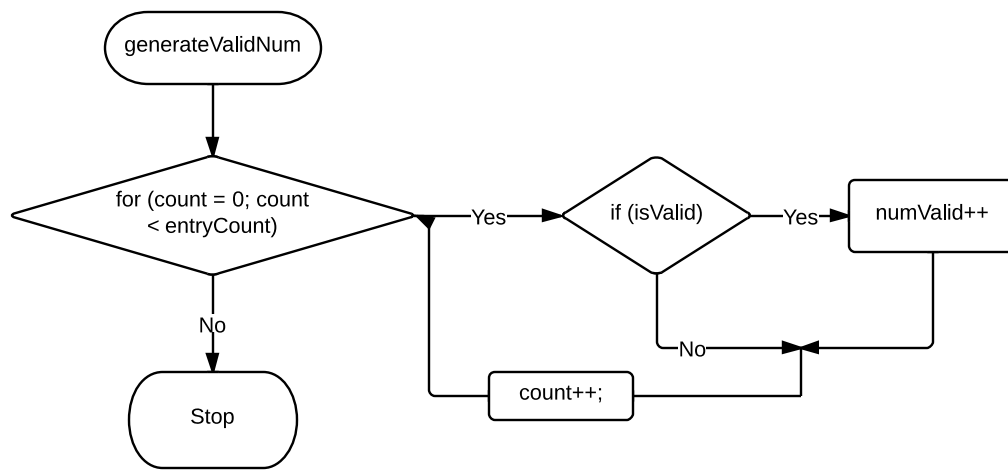 generateValidNum
for (count = 0; count
< entryCount)
Yes
if (isValid)
Yes
numValid++
No
No
count++;
Stop